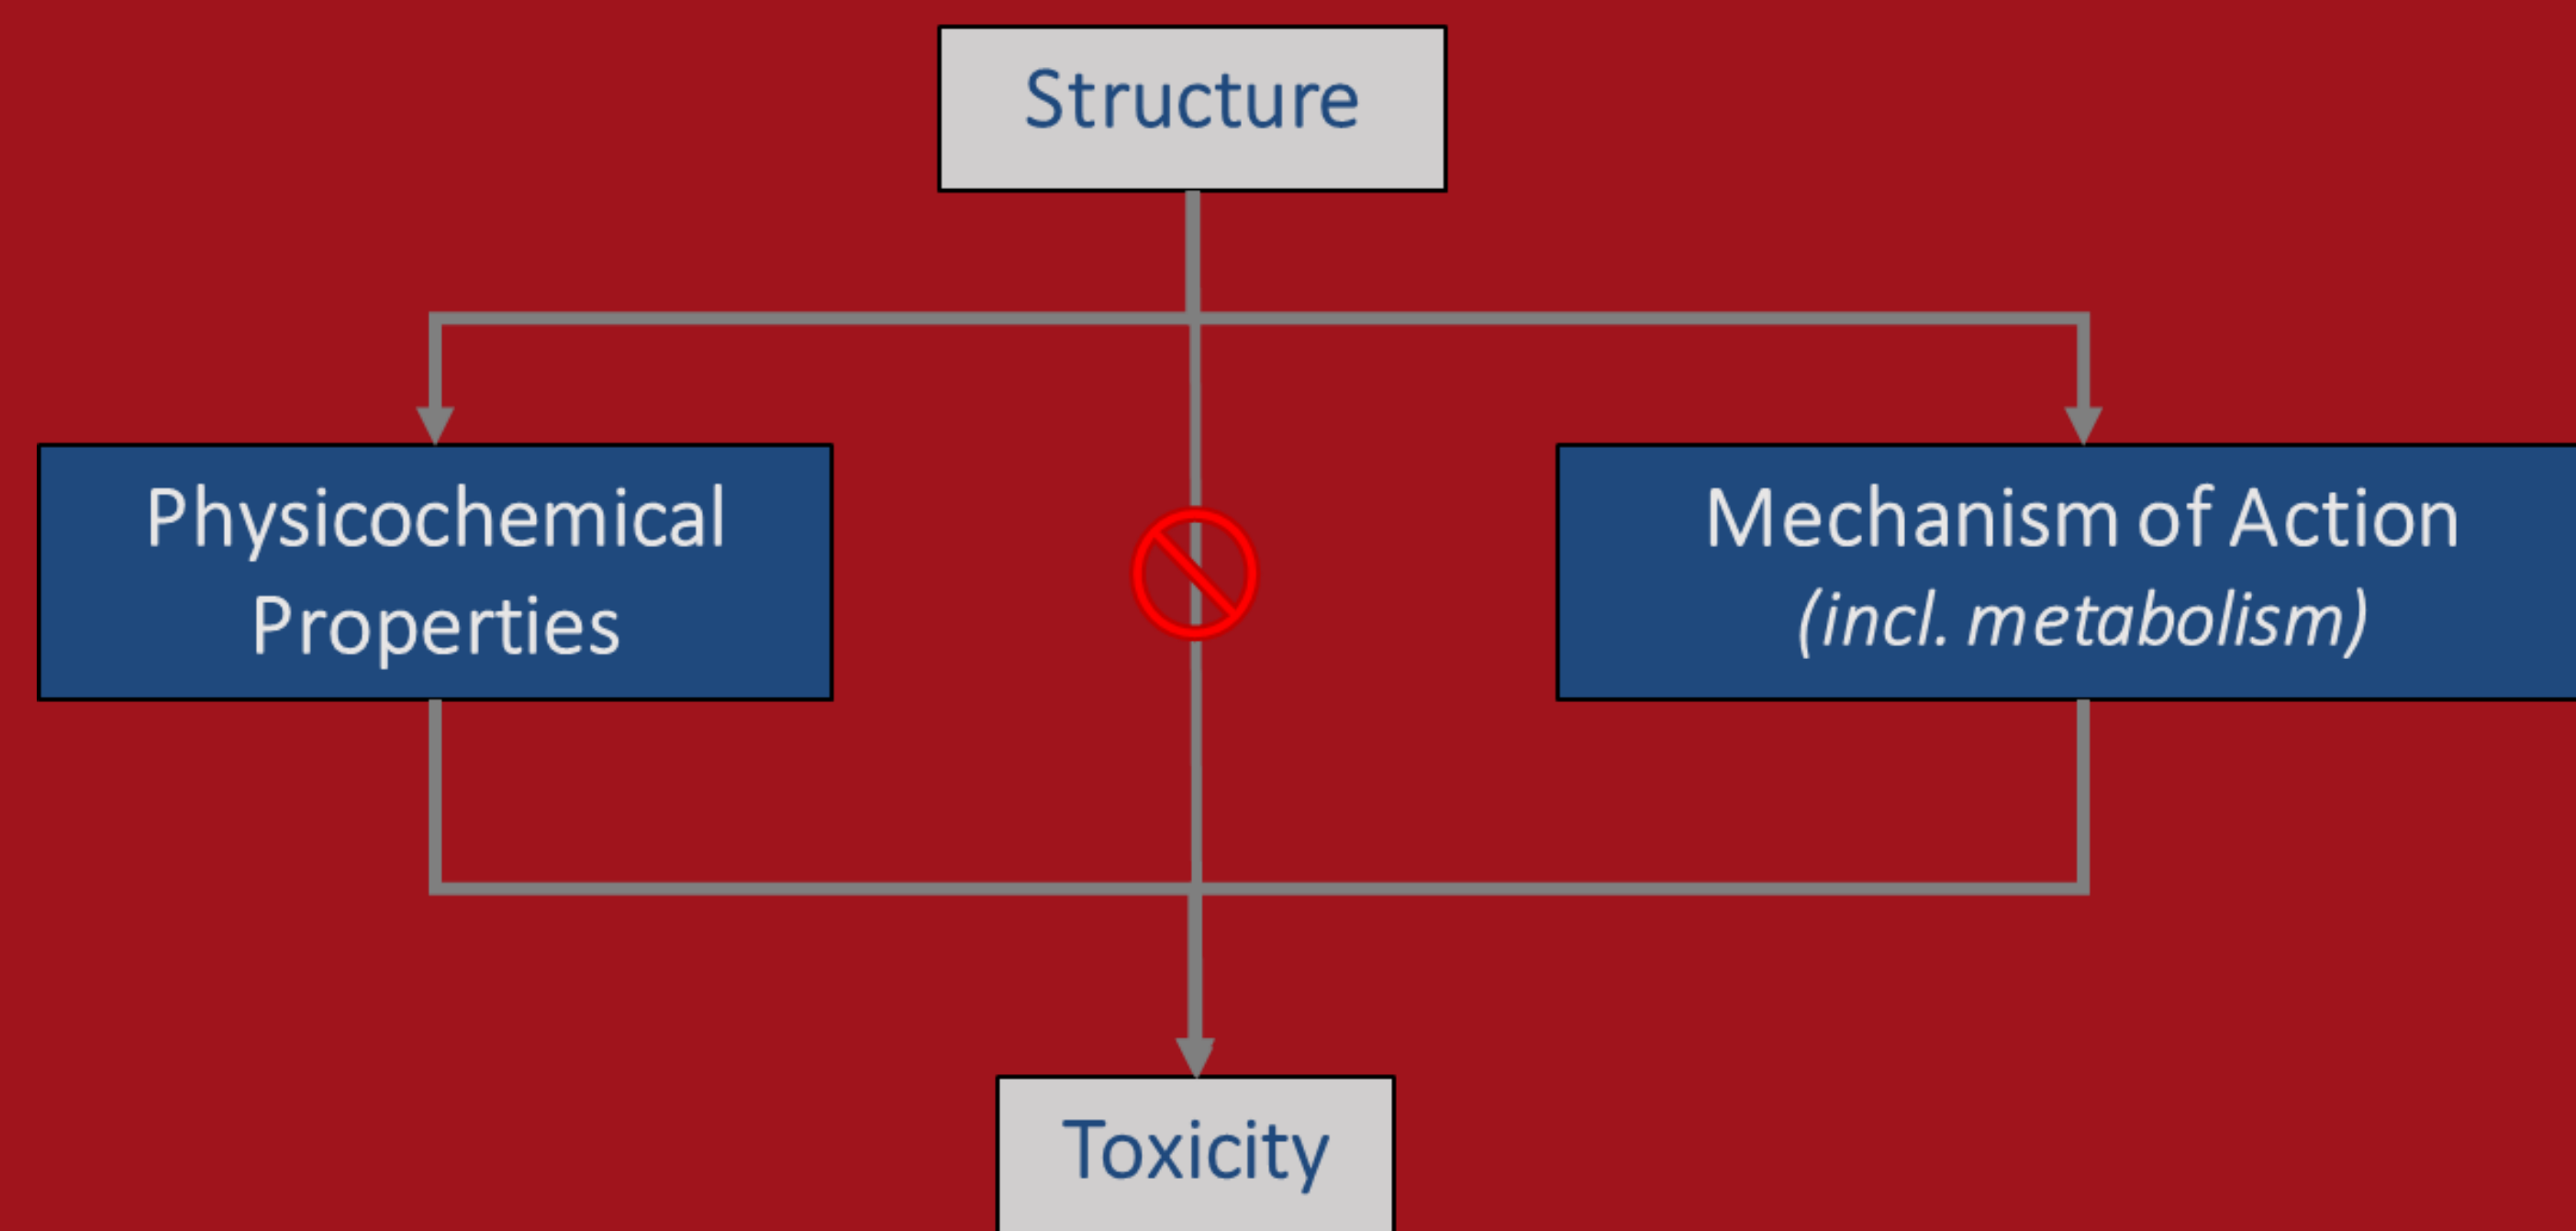 Structure
Physicochemical
Properties
Mechanism of Action
(incl. metabolism)
Toxicity